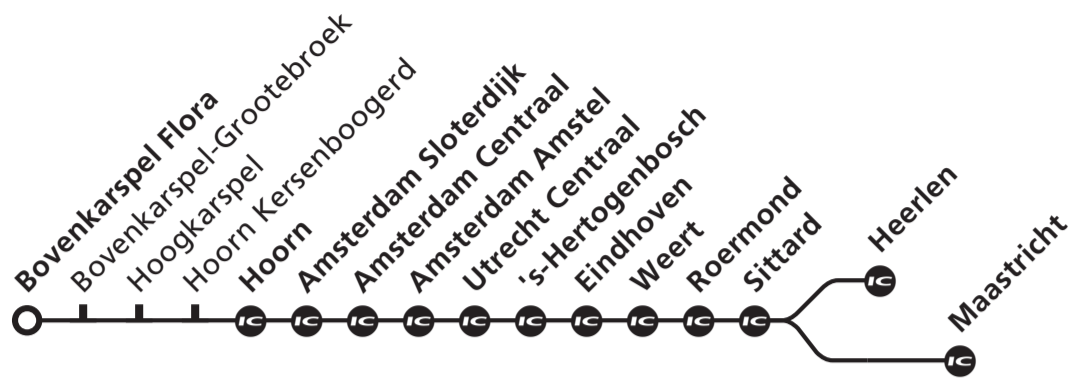 Bovenkarspel Flora
Bovenkarspel-Grootebroek
Hoogkarspel
Hoorn Kersenboogerd
Hoorn
Amsterdam Sloterdijk
Amsterdam Centraal
Amsterdam Amstel
Utrecht Centraal
's-Hertogenbosch
Eindhoven
Weert
Roermond
Sittard
Heerlen
Maastricht
IC
IC
IC
IC
IC
IC
IC
IC
IC
IC
IC
IC